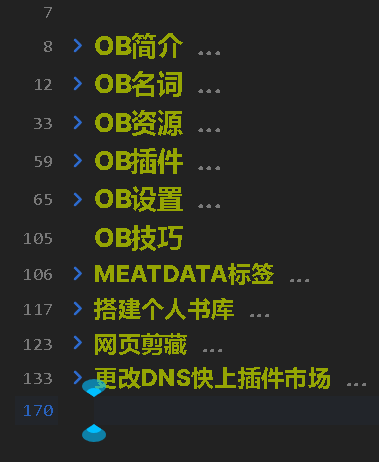 7
8 OB简介 ...
12 OB名词 ...
33 OB资源 ...
59 OB插件 ...
65 OB设置 ...
105 OB技巧
106 MEATDATA标签 ...
117 搭建个人书库 ...
123 网页剪藏 ...
133 更改DNS快上插件市场 ...
170